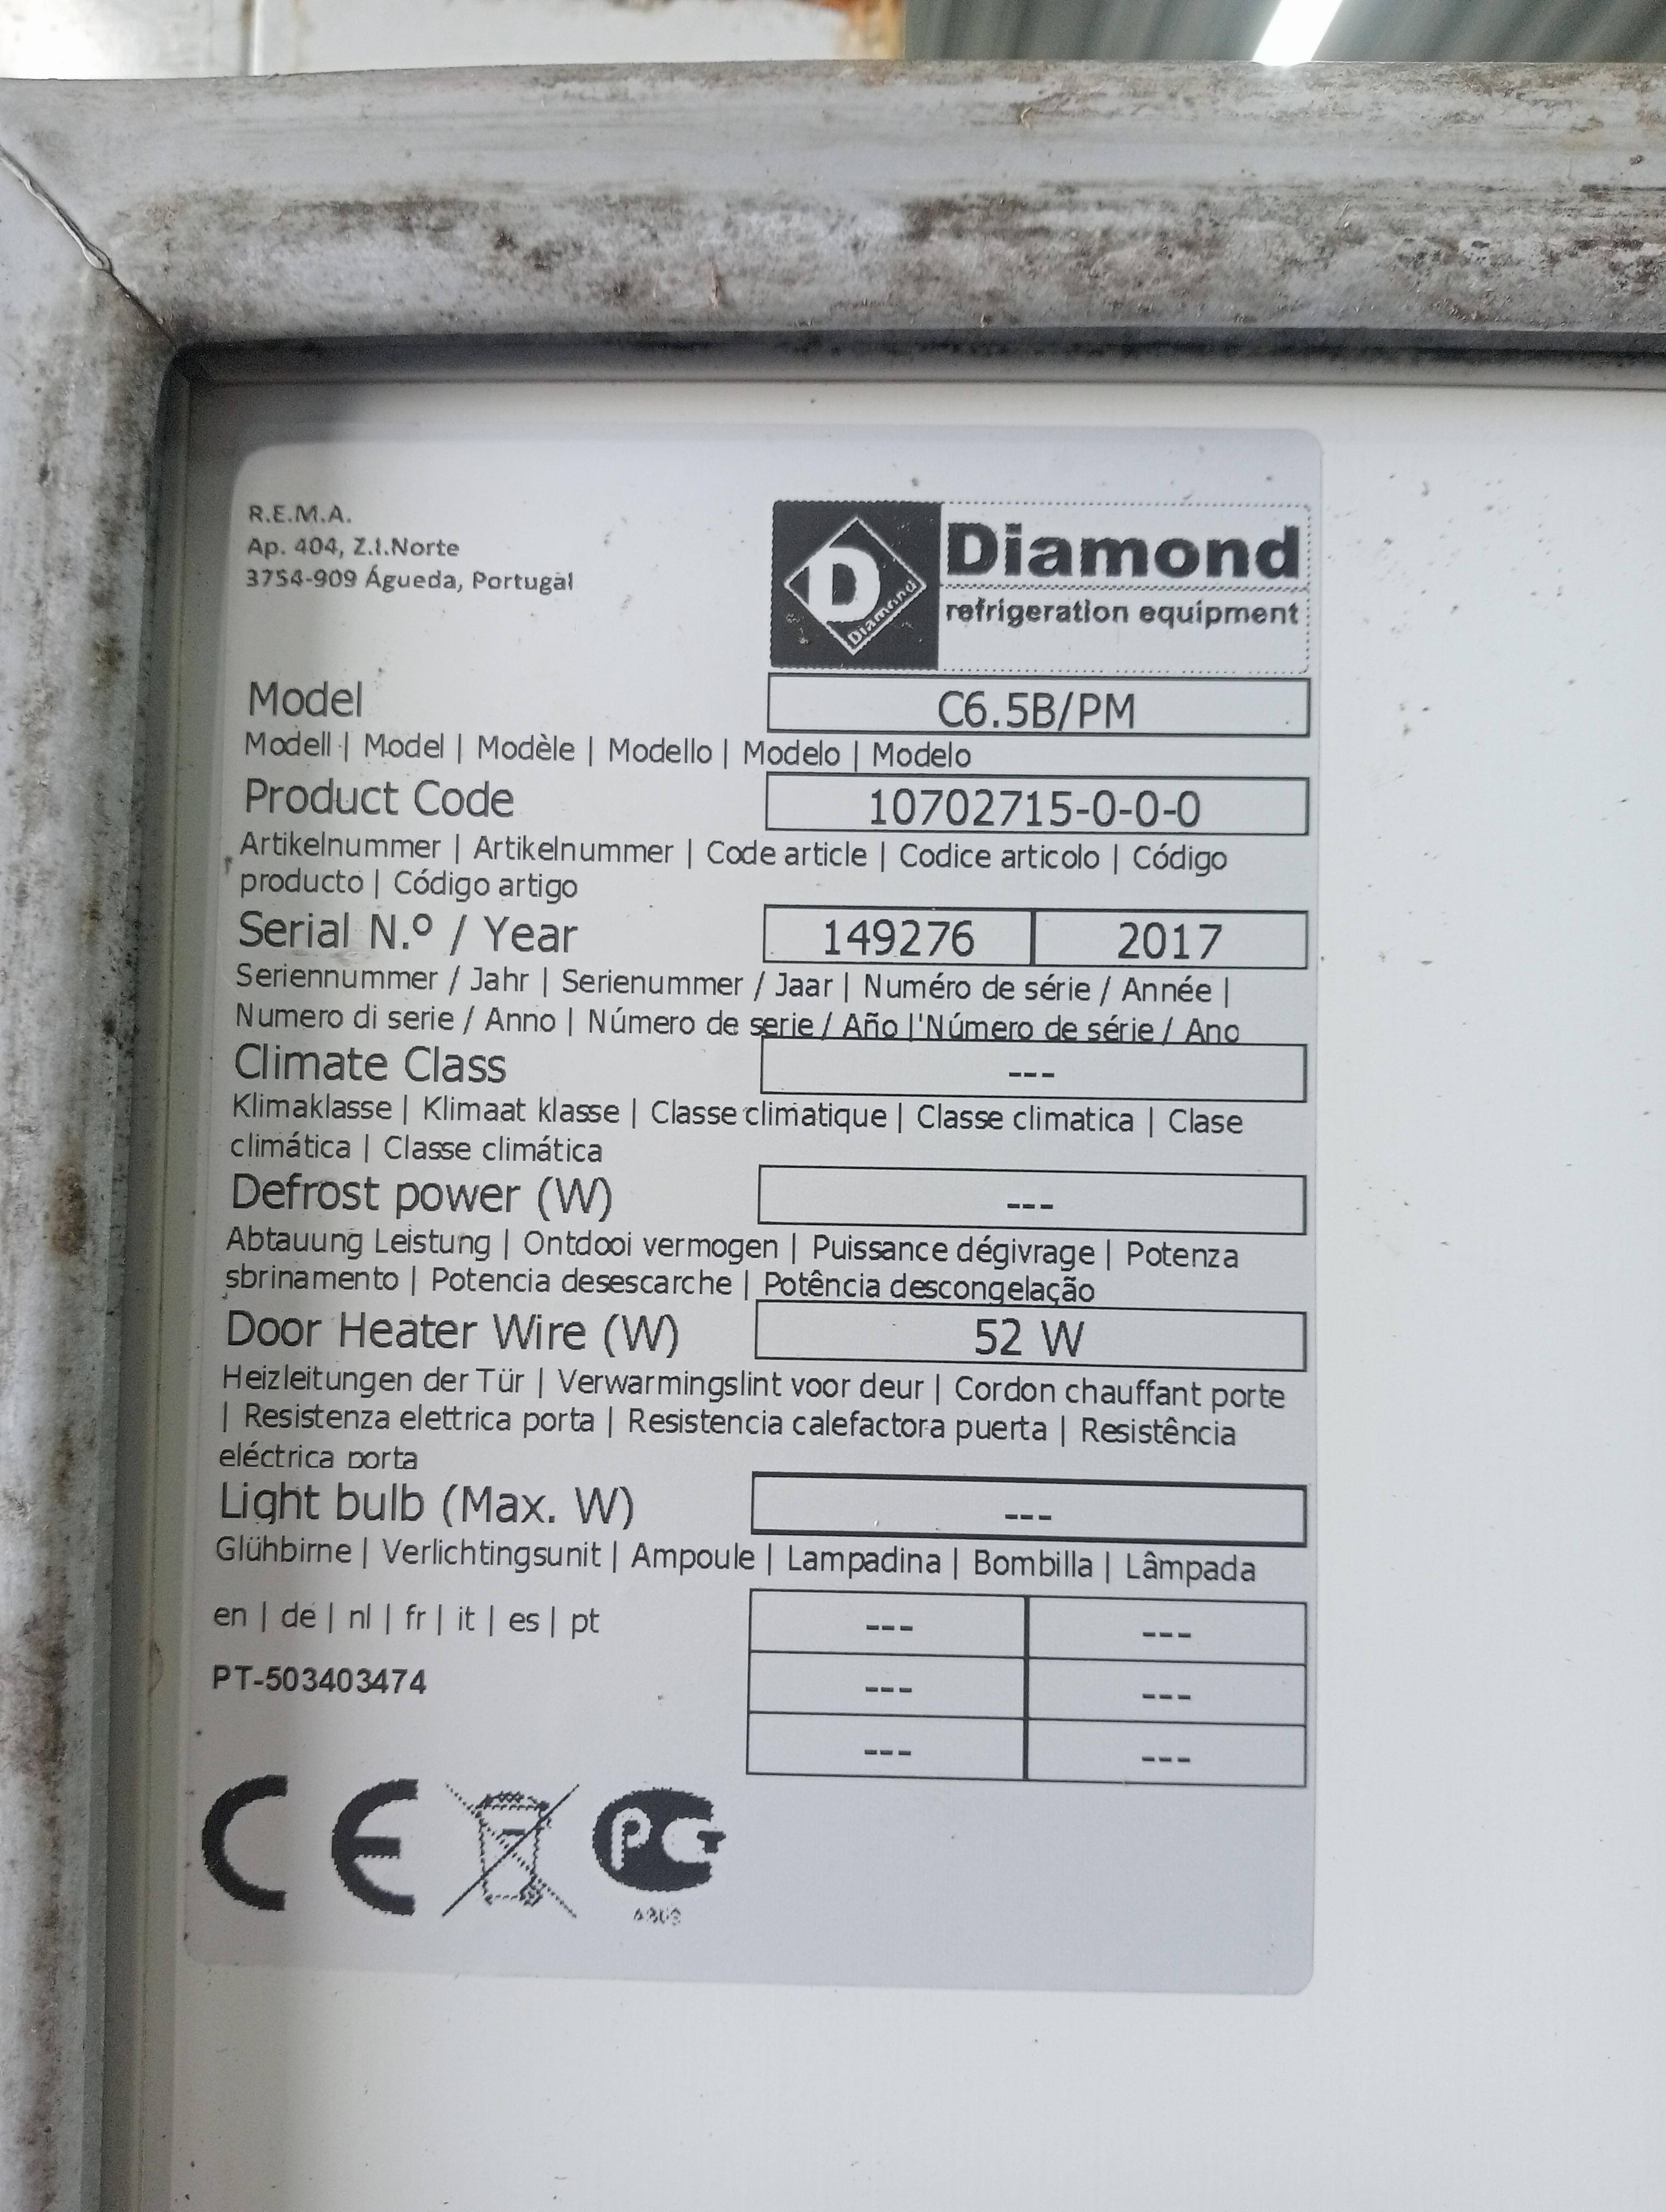 R.E.M.A.
Ap. 404, Z.I.Norte
3754-909 Águeda, Portugal
D
Diamond
Diamond
refrigeration equipment
Model
C6.5B/PM
Modell | Model | Modèle | Modello | Modelo | Modelo
Product Code
10702715-0-0-0
Artikelnummer | Artikelnummer | Code article | Codice articolo | Código
producto | Código artigo
Serial N.º / Year
149276
2017
Seriennummer / Jahr | Serienummer / Jaar | Numéro de série / Année |
Numero di serie / Anno | Número de serie / Año | Número de série / Ano
Climate Class
---
Klimaklasse | Klimaat klasse | Classe climatique | Classe climatica | Clase
climática | Classe climática
Defrost power (W)
---
Abtauung Leistung | Ontdooi vermogen | Puissance dégivrage | Potenza
sbrinamento | Potencia desescarche | Potência descongelação
Door Heater Wire (W)
52 W
Heizleitungen der Tür | Verwarmingslint voor deur | Cordon chauffant porte
| Resistenza elettrica porta | Resistencia calefactora puerta | Resistência
eléctrica porta
Light bulb (Max. W)
---
Glühbirne | Verlichtingsunit | Ampoule | Lampadina | Bombilla | Lâmpada
en | de | nl | fr | it | es | pt
--- ---
PT-503403474
--- ---
--- ---
CE
PG